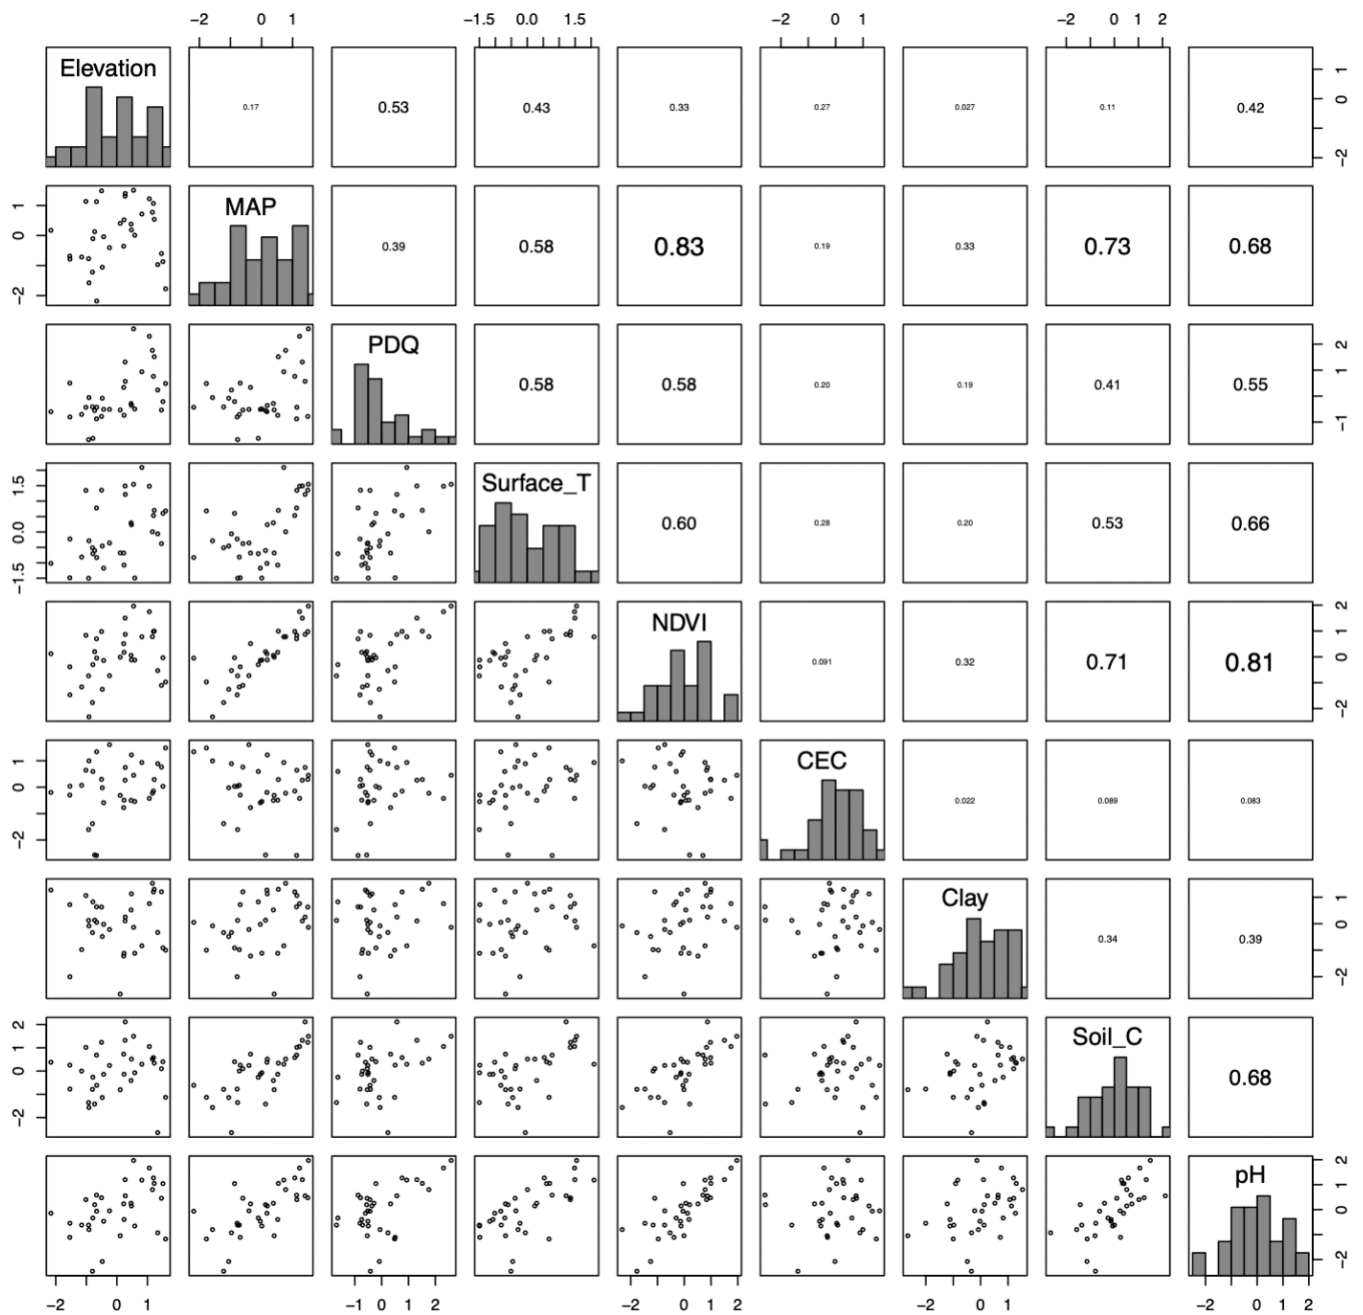 −2 0 1 −1.5 0.0 1.5 −2 0 1 −2 0 1 2
Elevation 0.17 0.53 0.43 0.33 0.27 0.027 0.11 0.42 −2 0 1
−2 0 1 MAP 0.39 0.58 0.83 0.19 0.33 0.73 0.68
PDQ 0.58 0.58 0.20 0.19 0.41 0.55 −1 1 2
−1.5 0.0 1.5 Surface_T 0.60 0.28 0.20 0.53 0.66
NDVI 0.091 0.32 0.71 0.81 −2 0 1 2
−2 0 1 CEC 0.022 0.089 0.083
Clay 0.34 0.39 −2 0 1
−2 0 1 2 Soil_C 0.68
pH −2 0 1 2
−2 0 1 −1 0 1 2 −2 0 1 2 −2 0 1 −2 0 1 2